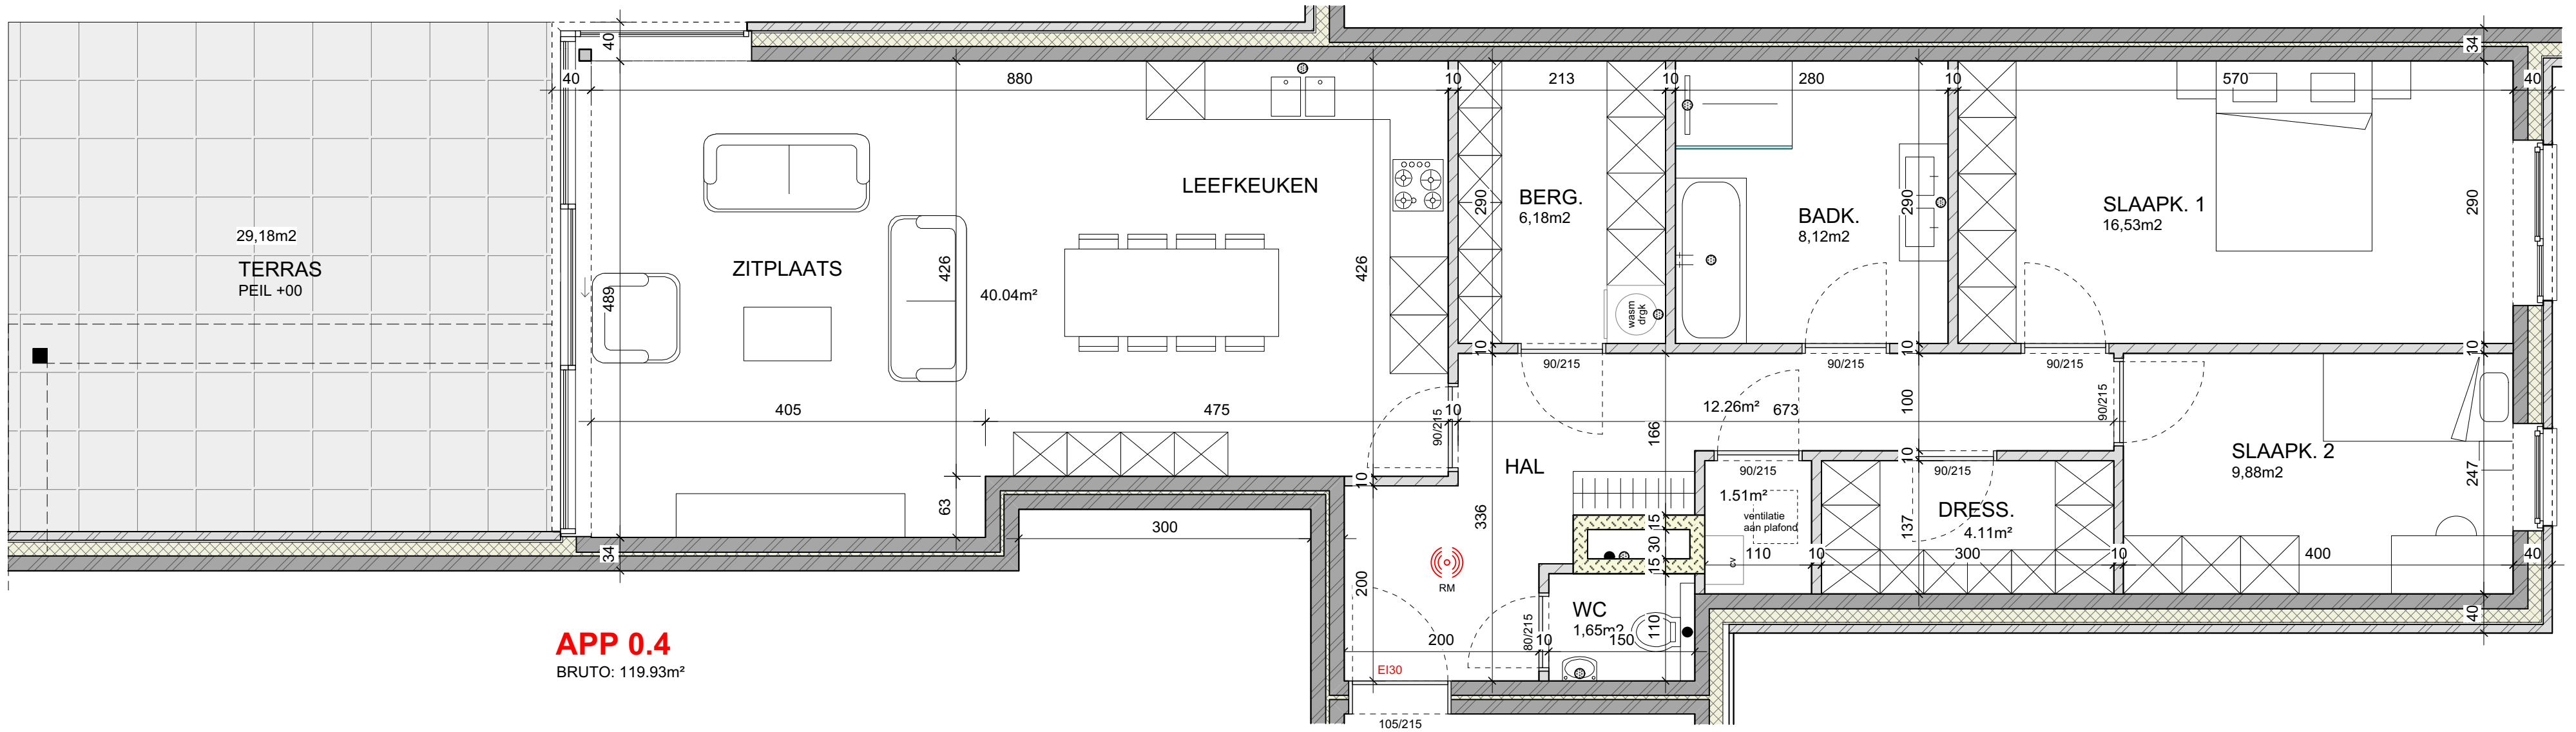 40
34
40
880
10
213
10
280
10
570
40
LEEFKEUKEN
BERG.
6,18m2
290
BADK.
8,12m2
290
SLAAPK. 1
16,53m2
290
29,18m2
TERRAS
PEIL +00
ZITPLAATS
489
426
40.04m²
426
wasm
drgk
10
10
10
90/215
90/215
90/215
405
475
90/215
10
12.26m²
673
100
90/215
166
HAL
10
10
90/215
90/215
SLAAPK. 2
9,88m2
247
63
300
336
15
30
15
1.51m²
ventilatie
aan plafond
cv
110
10
137
DRESS.
4.11m²
300
10
400
40
34
RM
200
WC
1,65m2
110
40
200
80/215
10
150
APP 0.4
BRUTO: 119.93m²
EI30
105/215